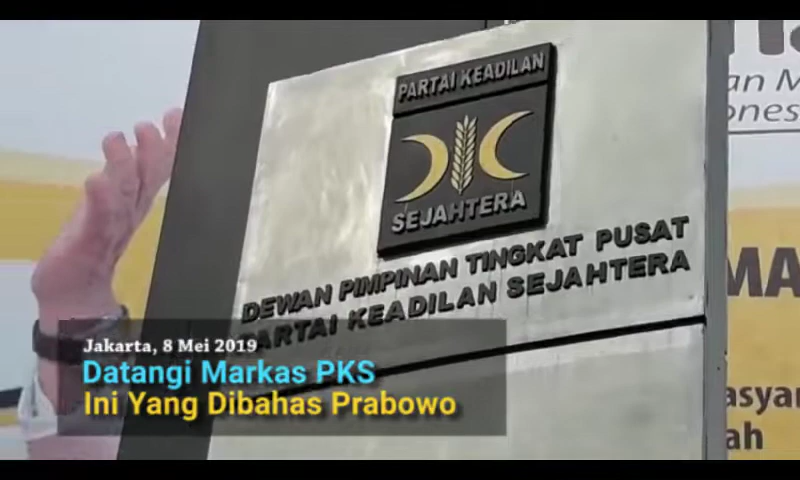 PARTAI KEADILAN
SEJAHTERA
DEWAN PIMPINAN TINGKAT PUSAT
PARTAI KEADILAN SEJAHTERA
Jakarta, 8 Mei 2019
Datangi Markas PKS
Ini Yang Dibahas Prabowo